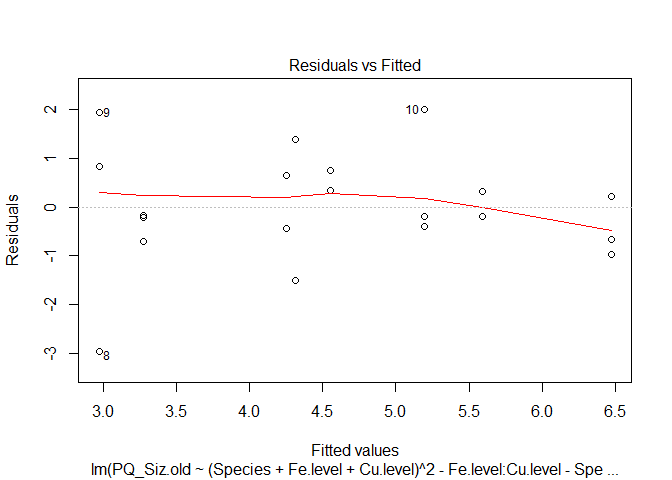 Residuals vs Fitted
Residuals
2
1
0
-1
-2
-3
9
10
8
3.0 3.5 4.0 4.5 5.0 5.5 6.0 6.5
Fitted values
lm(PQ_Siz.old ~ (Species + Fe.level + Cu.level)^2 - Fe.level:Cu.level - Spe ...